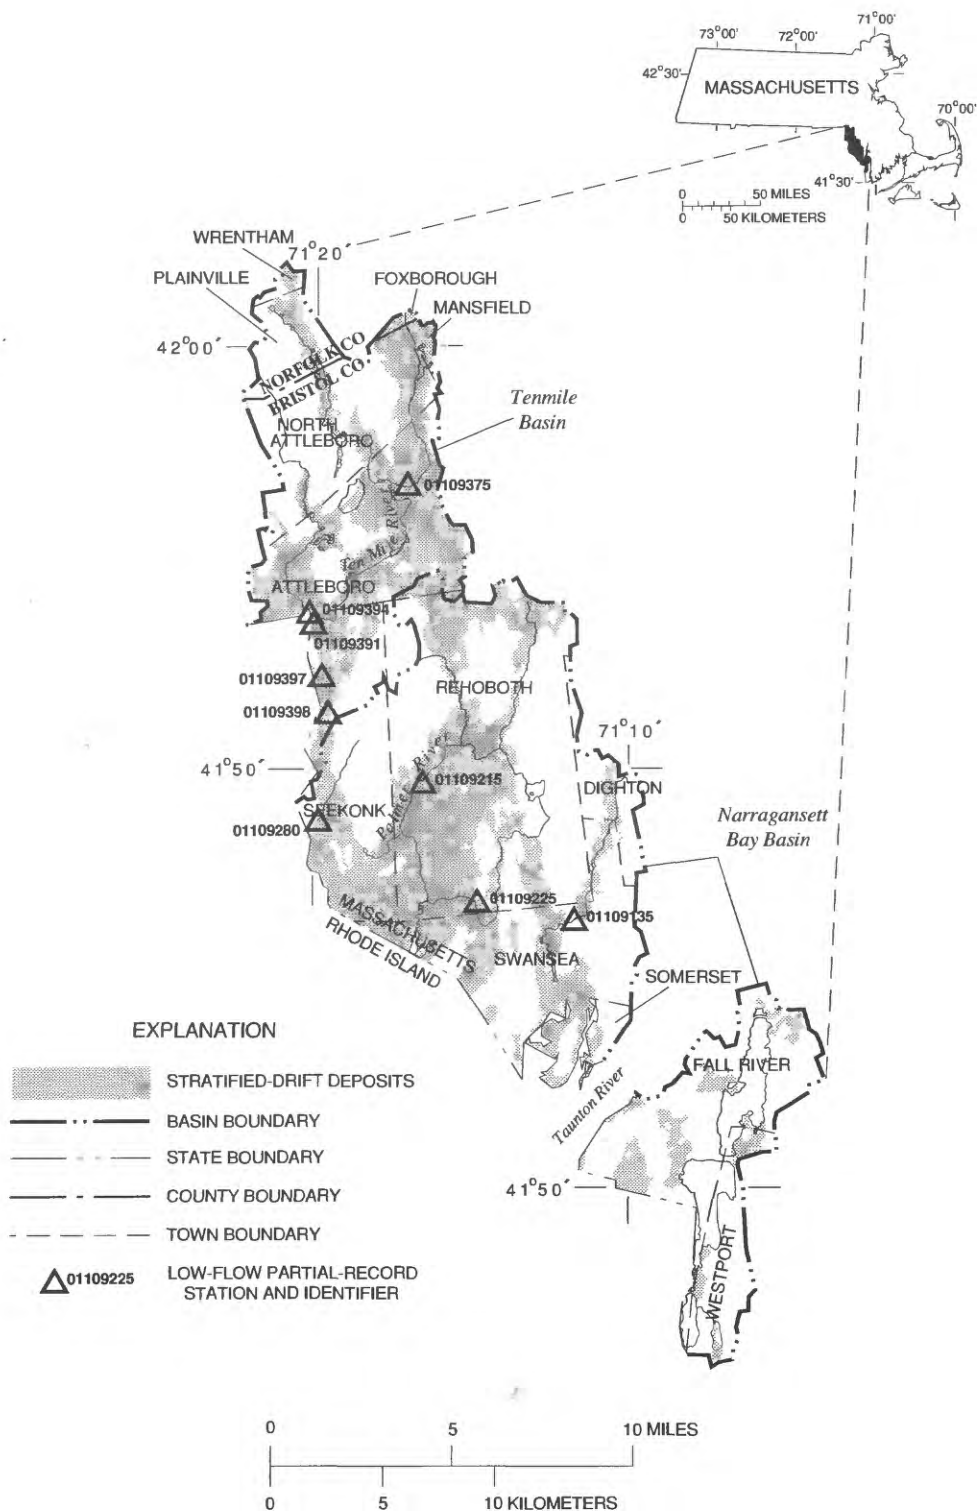 73°00'
72°00'
71°00'
42°30'
MASSACHUSETTS
70°00'
41°30'
0 50 MILES
0 50 KILOMETERS
WRENTHAM
71°20´
PLAINVILLE
FOXBOROUGH
MANSFIELD
42°00´
NORFOLK CO
BRISTOL CO.
Tenmile
Basin
NORTH
ATTLEBORO
01109375
Ten Mile River
ATTLEBORO
01109394
01109391
01109397
REHOBOTH
01109398
71°10´
41°50´
Palmer River
01109215
DIGHTON
SEEKONK
01109280
Narragansett
Bay Basin
01109225
01109135
MASSACHUSETTS
RHODE ISLAND
SWANSEA
SOMERSET
EXPLANATION
STRATIFIED-DRIFT DEPOSITS
BASIN BOUNDARY
STATE BOUNDARY
COUNTY BOUNDARY
TOWN BOUNDARY
01109225
LOW-FLOW PARTIAL-RECORD
STATION AND IDENTIFIER
FALL RIVER
Taunton River
41°50´
WESTPORT
0 5 10 MILES
0 5 10 KILOMETERS